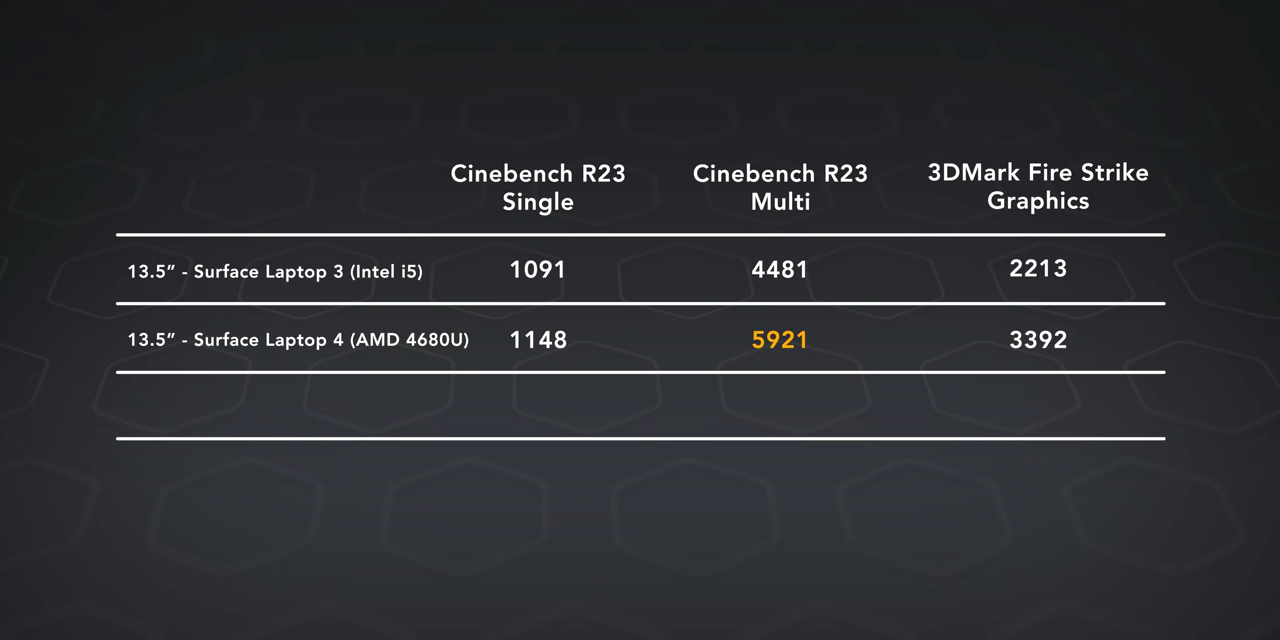 Cinebench R23 Single
Cinebench R23 Multi
3DMark Fire Strike Graphics
13.5” - Surface Laptop 3 (Intel i5) 1091 4481 2213
13.5” - Surface Laptop 4 (AMD 4680U) 1148 5921 3392